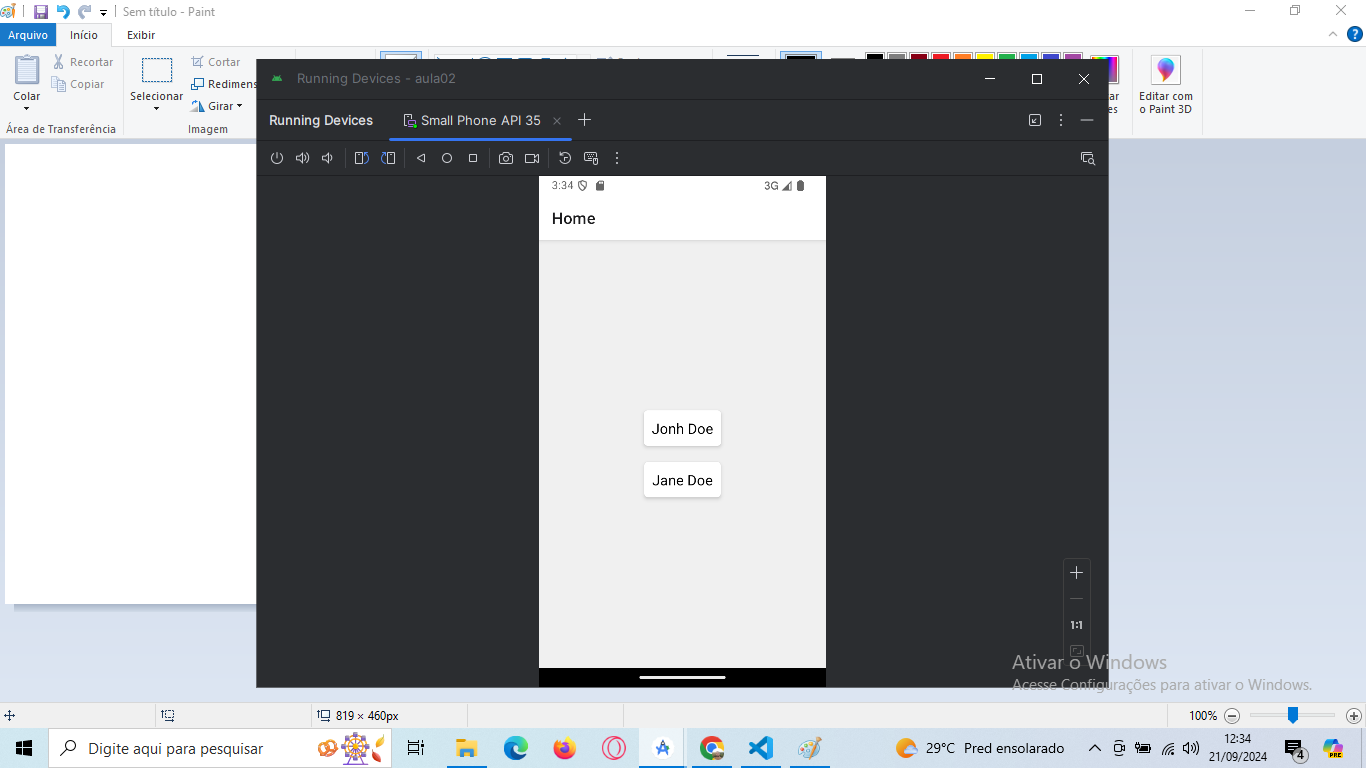 Sem título - Paint
Arquivo
Início
Exibir
Colar
Recortar
Copiar
Área de Transferência
Selecionar
Cortar
Girar
Imagem
Editar com
o Paint 3D
Running Devices - aula02
Running Devices
Small Phone API 35
3:34
3G
Home
Jonh Doe
Jane Doe
1:1
Ativar o Windows
Acesse Configurações para ativar o Windows.
819 × 460px
100%
Digite aqui para pesquisar
29°C Pred ensolarado
12:34
21/09/2024
4
PRE